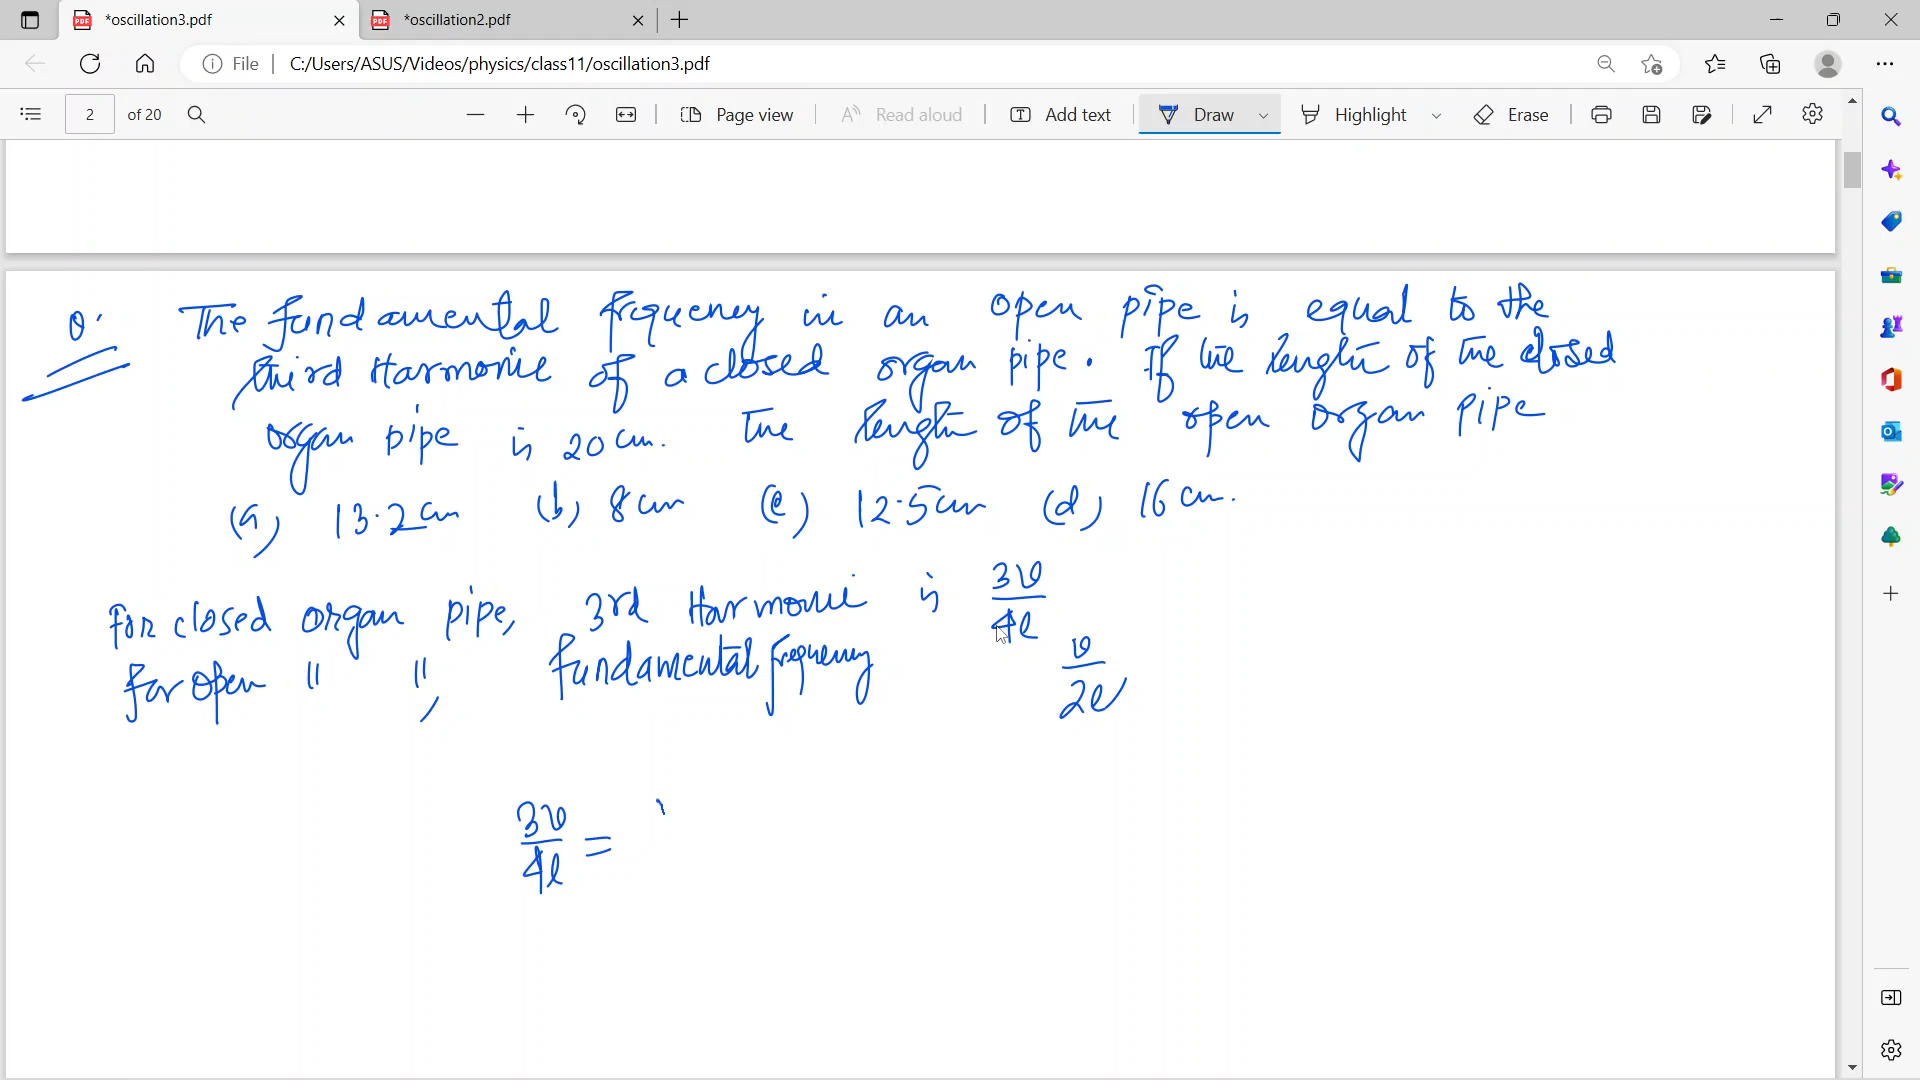 *oscillation3.pdf
*oscillation2.pdf
File
C:/Users/ASUS/Videos/physics/class11/oscillation3.pdf
2 of 20
Page view
Read aloud
Add text
Draw
Highlight
Erase
Q. The fundamental frequency in an open pipe is equal to the
third Harmonic of a closed organ pipe. If the length of the closed
organ pipe is 20 cm. The length of the open organ pipe
(a) 13.2 cm (b) 8 cm (c) 12.5 cm (d) 16 cm.
For closed organ pipe, 3rd Harmonic is 3v/4l
for open " ", fundamental frequency v/2l'
3v/4l =